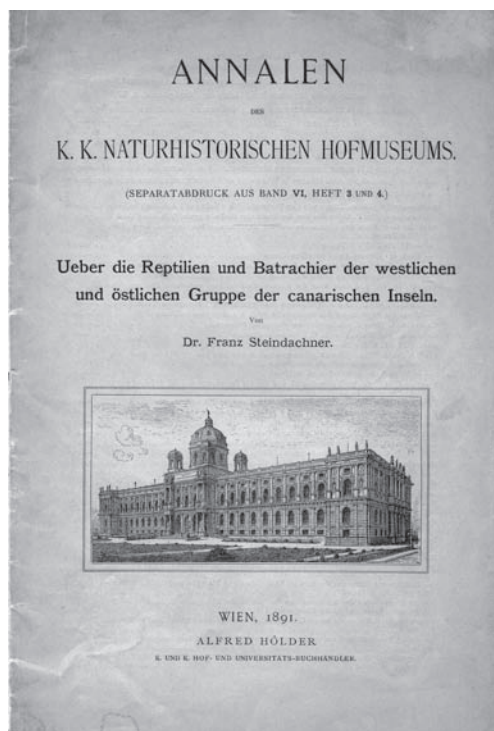 ANNALEN
DES
K. K. NATURHISTORISCHEN HOFMUSEUMS.
(SEPARATABDRUCK AUS BAND VI, HEFT 3 UND 4.)
Ueber die Reptilien und Batrachier der westlichen
und östlichen Gruppe der canarischen Inseln.
Von
Dr. Franz Steindachner.
WIEN, 1891.
ALFRED HÖLDER
K. UND K. HOF- UND UNIVERSITÄTS-BUCHHÄNDLER.